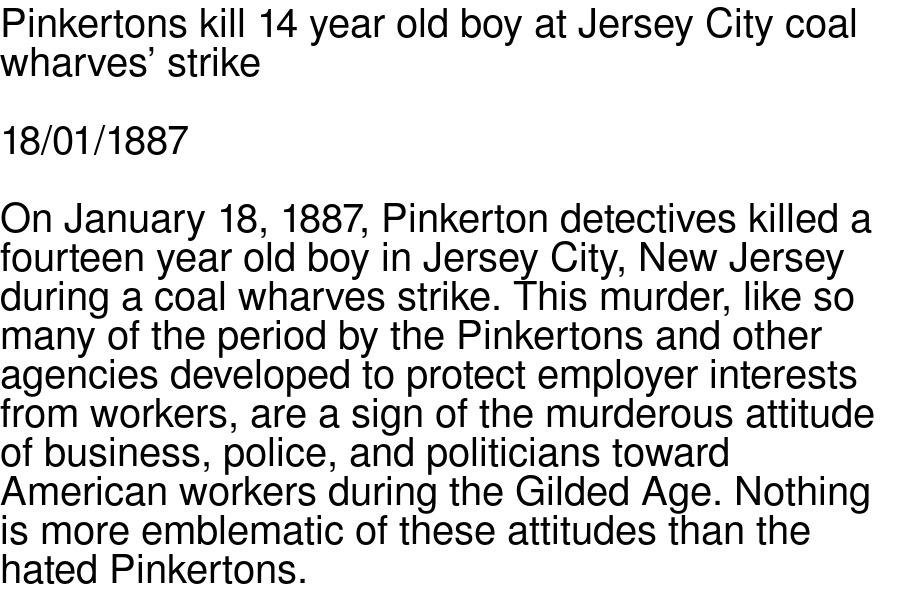 Pinkertons kill 14 year old boy at Jersey City coal
wharves’ strike
18/01/1887
On January 18, 1887, Pinkerton detectives killed a
fourteen year old boy in Jersey City, New Jersey
during a coal wharves strike. This murder, like so
many of the period by the Pinkertons and other
agencies developed to protect employer interests
from workers, are a sign of the murderous attitude
of business, police, and politicians toward
American workers during the Gilded Age. Nothing
is more emblematic of these attitudes than the
hated Pinkertons.